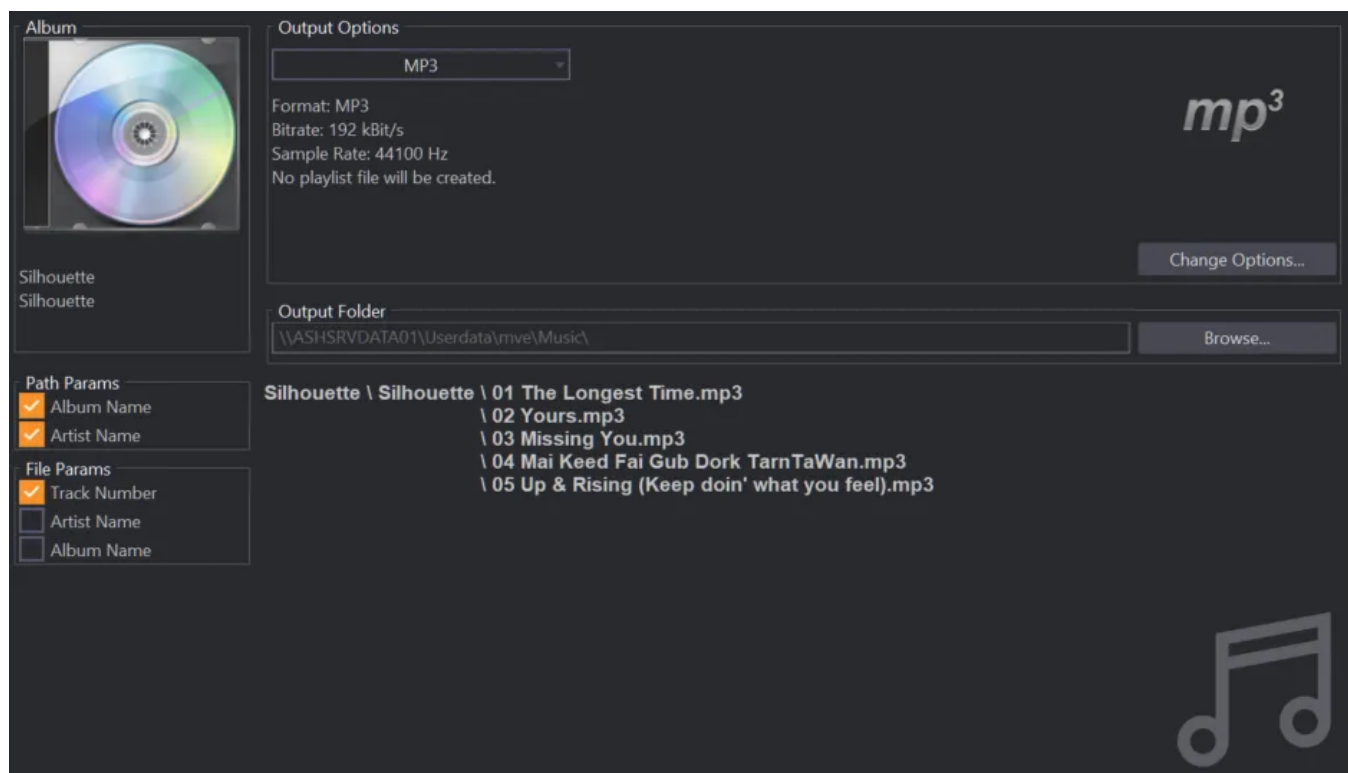 Album
Silhouette
Silhouette
Output Options
MP3
Format: MP3
Bitrate: 192 kBit/s
Sample Rate: 44100 Hz
No playlist file will be created.
mp³
Change Options...
Output Folder
\\ASHSRVDATA01\Userdata\mve\Music\
Browse...
Path Params
Album Name
Artist Name
File Params
Track Number
Artist Name
Album Name
Silhouette \ Silhouette \ 01 The Longest Time.mp3
\ 02 Yours.mp3
\ 03 Missing You.mp3
\ 04 Mai Keed Fai Gub Dork TarnTaWan.mp3
\ 05 Up & Rising (Keep doin' what you feel).mp3